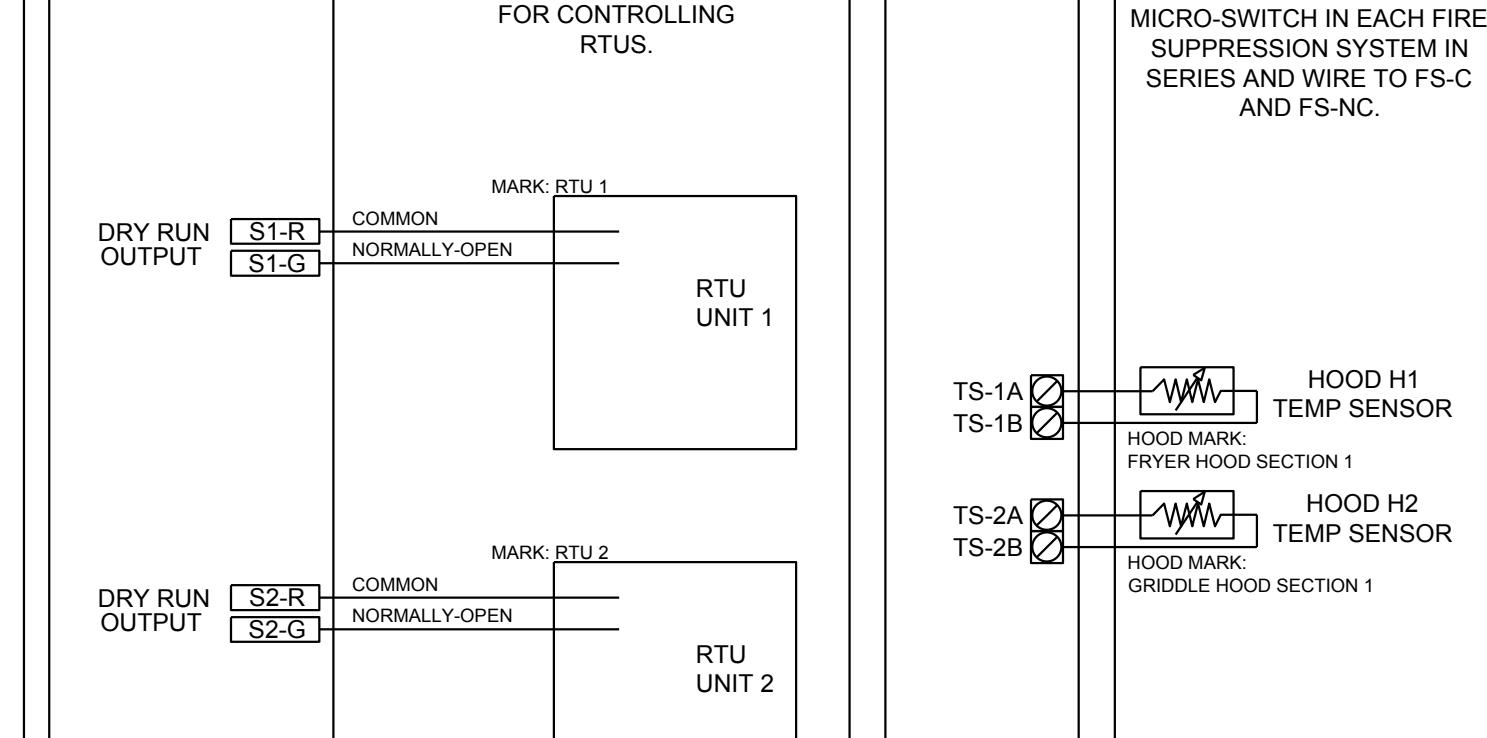 FOR CONTROLLING
RTUS.
MARK: RTU 1
DRY RUN
OUTPUT
S1-R
S1-G
COMMON
NORMALLY-OPEN
RTU
UNIT 1
MARK: RTU 2
DRY RUN
OUTPUT
S2-R
S2-G
COMMON
NORMALLY-OPEN
RTU
UNIT 2
MICRO-SWITCH IN EACH FIRE
SUPPRESSION SYSTEM IN
SERIES AND WIRE TO FS-C
AND FS-NC.
TS-1A
TS-1B
HOOD H1
TEMP SENSOR
HOOD MARK:
FRYER HOOD SECTION 1
TS-2A
TS-2B
HOOD H2
TEMP SENSOR
HOOD MARK:
GRIDDLE HOOD SECTION 1